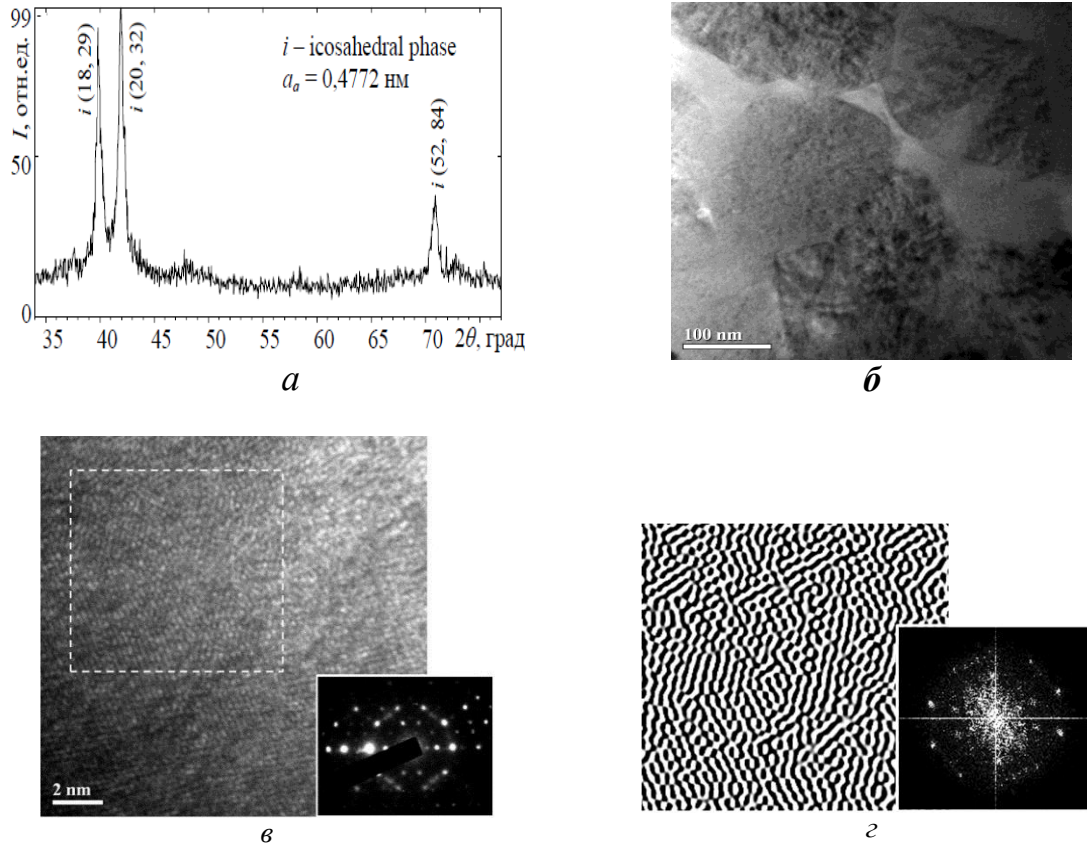 99
50
0
I, отн.ед.
i (18, 29)
i (20, 32)
i (52, 84)
i – icosahedral phase
aa = 0,4772 нм
35 40 45 50 55 60 65 70 2θ, град
а
100 nm
б
2 nm
в
г